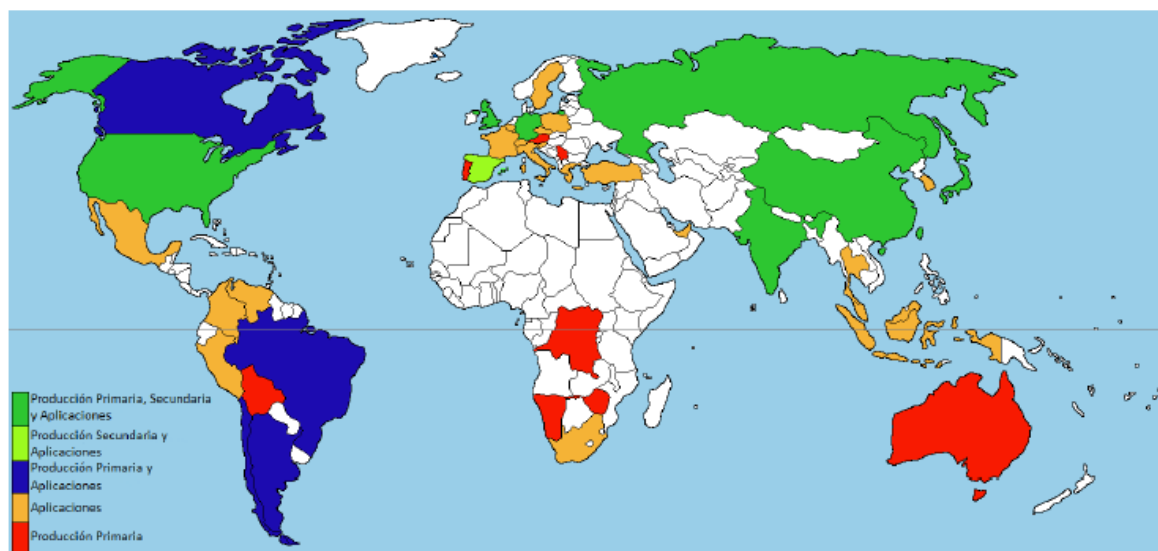 Producción Primaria, Secundaria
y Aplicaciones
Producción Secundaria y
Aplicaciones
Producción Primaria y
Aplicaciones
Aplicaciones
Producción Primaria